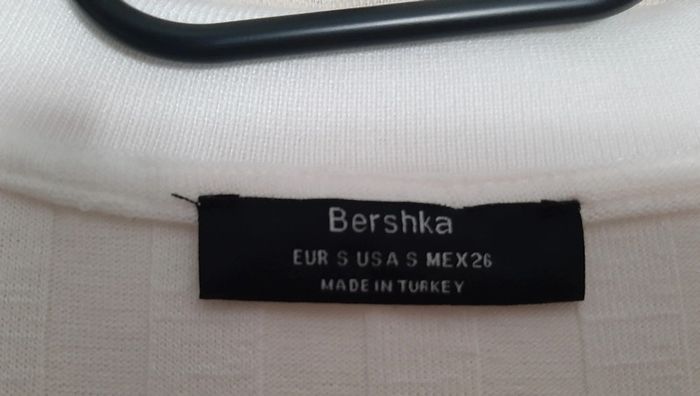 Bershka
EUR S USA S MEX 26
MADE IN TURKEY